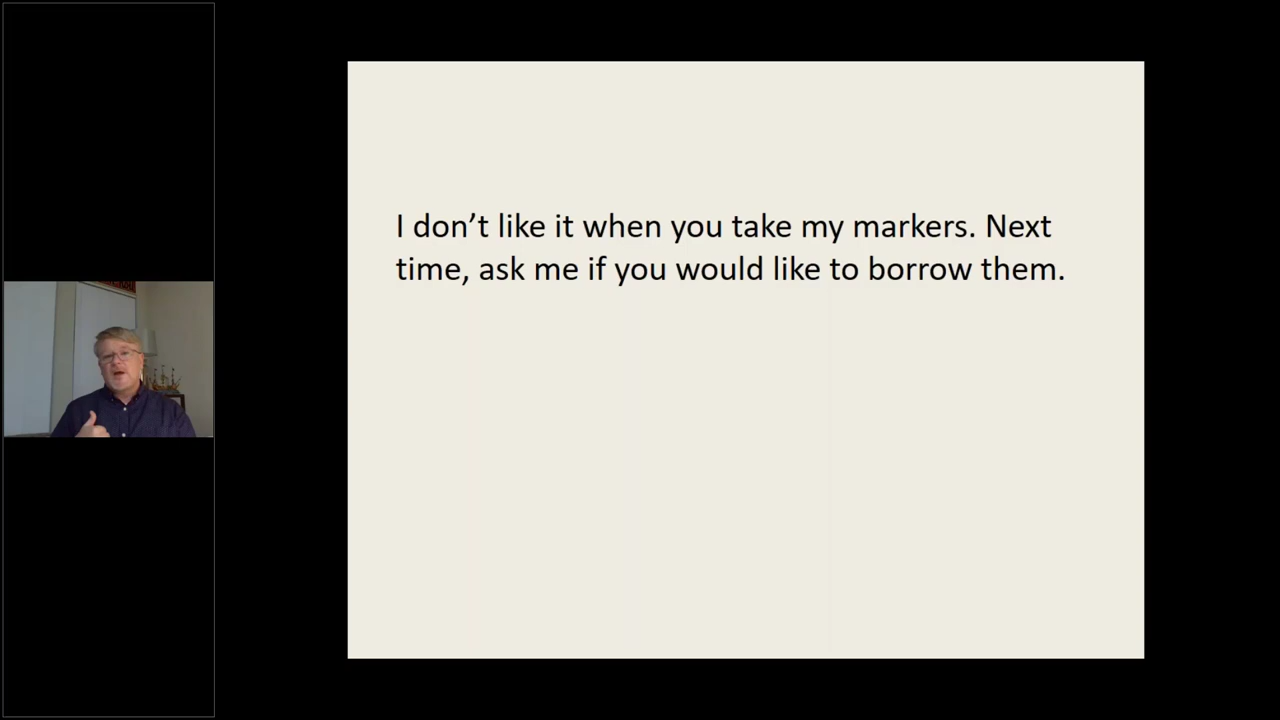 I don’t like it when you take my markers. Next
time, ask me if you would like to borrow them.